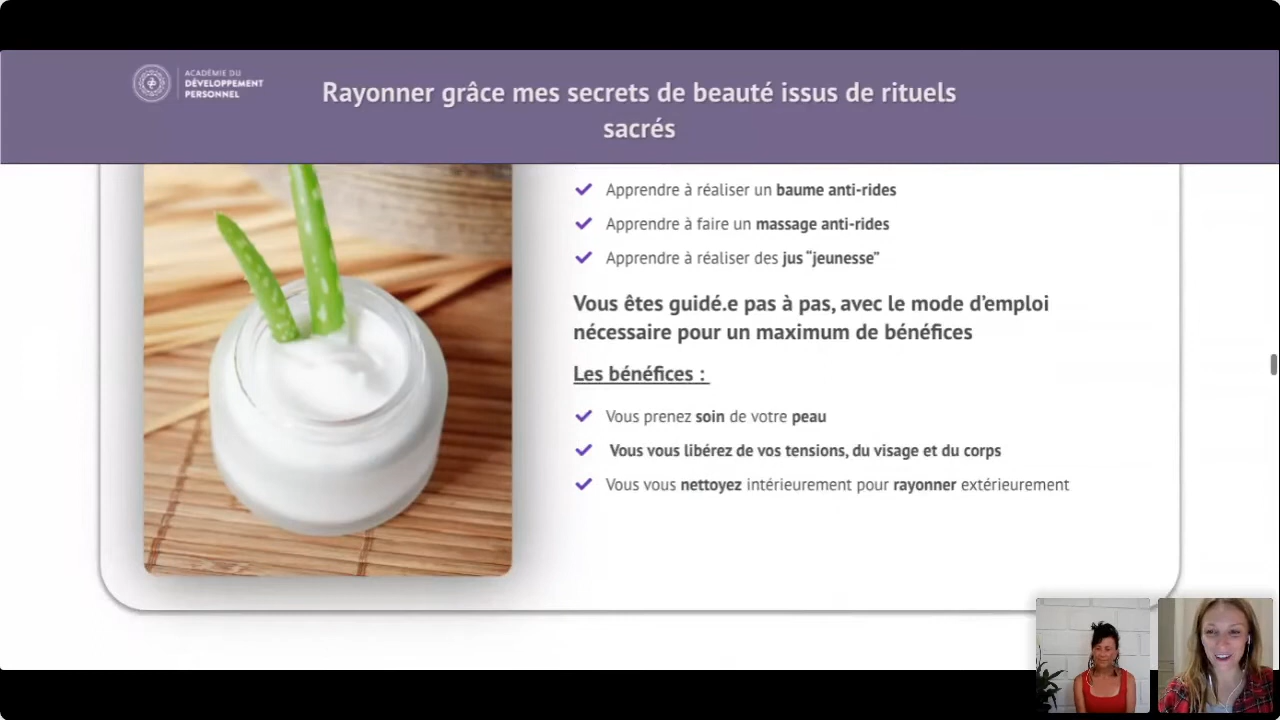 ACADÉMIE DU
DÉVELOPPEMENT
PERSONNEL
Rayonner grâce mes secrets de beauté issus de rituels
sacrés
Apprendre à réaliser un baume anti-rides
Apprendre à faire un massage anti-rides
Apprendre à réaliser des jus “jeunesse”
Vous êtes guidé.e pas à pas, avec le mode d’emploi
nécessaire pour un maximum de bénéfices
Les bénéfices :
Vous prenez soin de votre peau
Vous vous libérez de vos tensions, du visage et du corps
Vous vous nettoyez intérieurement pour rayonner extérieurement